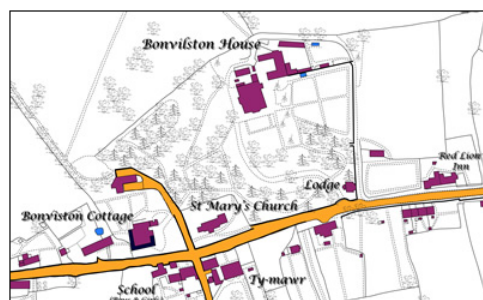 Bonvilston House
Red Lion
Inn
Lodge
St Mary's Church
Bonviston Cottage
Ty-mawr
School